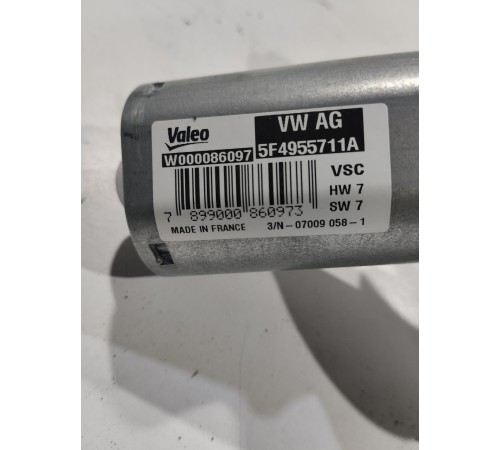 Valeo VW AG
W000086097 5F4955711A
VSC
HW 7
SW 7
7 899000 860973
MADE IN FRANCE 3/N-07009 058-1